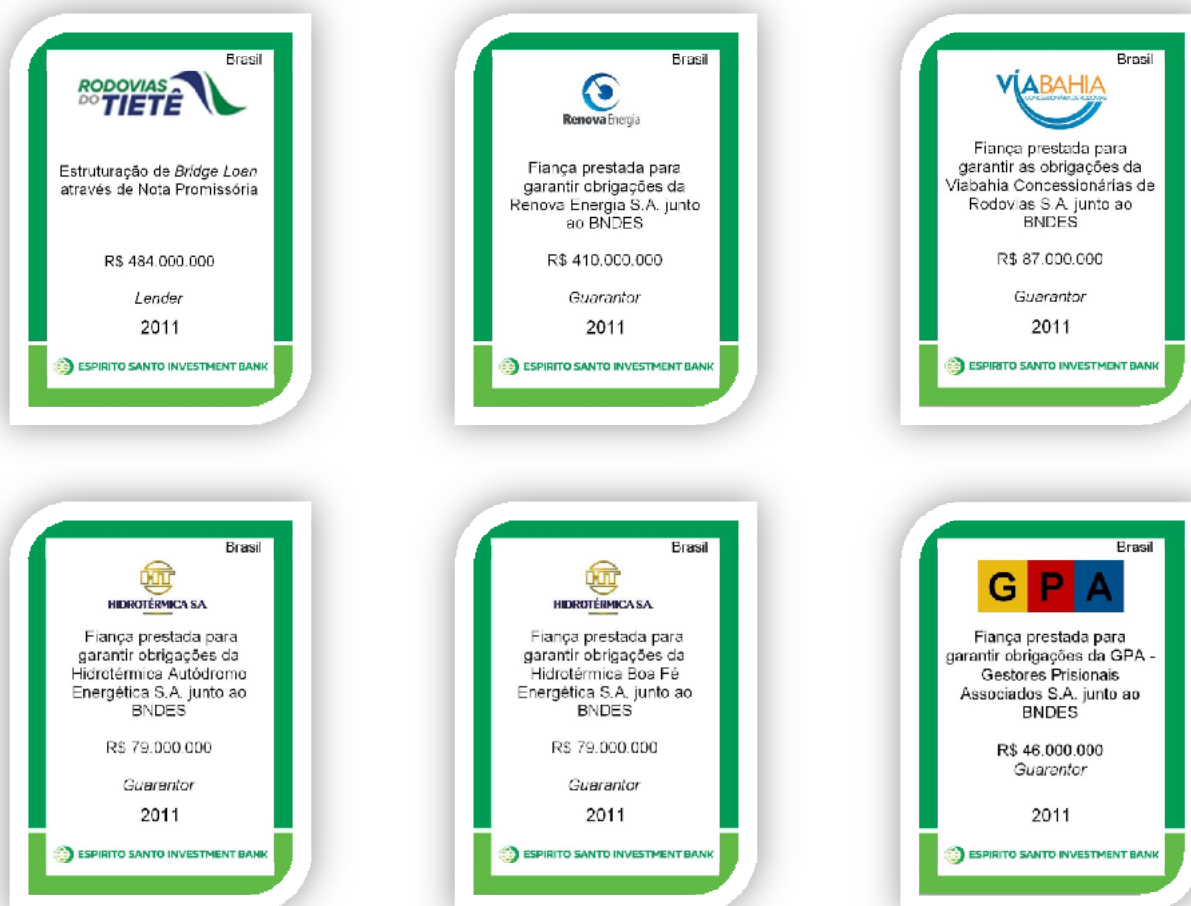 Brasil
RODOVIAS
DO TIETÊ
Estruturação de Bridge Loan
através de Nota Promissória
R$ 484.000.000
Lender
2011
ESPIRITO SANTO INVESTMENT BANK
Brasil
Renova Energia
Fiança prestada para
garantir obrigações da
Renova Energia S.A. junto
ao BNDES
R$ 410.000.000
Guarantor
2011
ESPIRITO SANTO INVESTMENT BANK
Brasil
VÍABAHIA
CONCESSIONÁRIA DE RODOVIAS
Fiança prestada para
garantir as obrigações da
Viabahia Concessionárias de
Rodovias S.A. junto ao
BNDES
R$ 87.000.000
Guarantor
2011
ESPIRITO SANTO INVESTMENT BANK
Brasil
HIDROTÉRMICA S.A.
Fiança prestada para
garantir obrigações da
Hidrotérmica Autódromo
Energética S.A. junto ao
BNDES
R$ 79.000.000
Guarantor
2011
ESPIRITO SANTO INVESTMENT BANK
Brasil
HIDROTÉRMICA S.A.
Fiança prestada para
garantir obrigações da
Hidrotérmica Boa Fé
Energética S.A. junto ao
BNDES
R$ 79.000.000
Guarantor
2011
ESPIRITO SANTO INVESTMENT BANK
Brasil
GPA
Fiança prestada para
garantir obrigações da GPA -
Gestores Prisionais
Associados S.A. junto ao
BNDES
R$ 46.000.000
Guarantor
2011
ESPIRITO SANTO INVESTMENT BANK